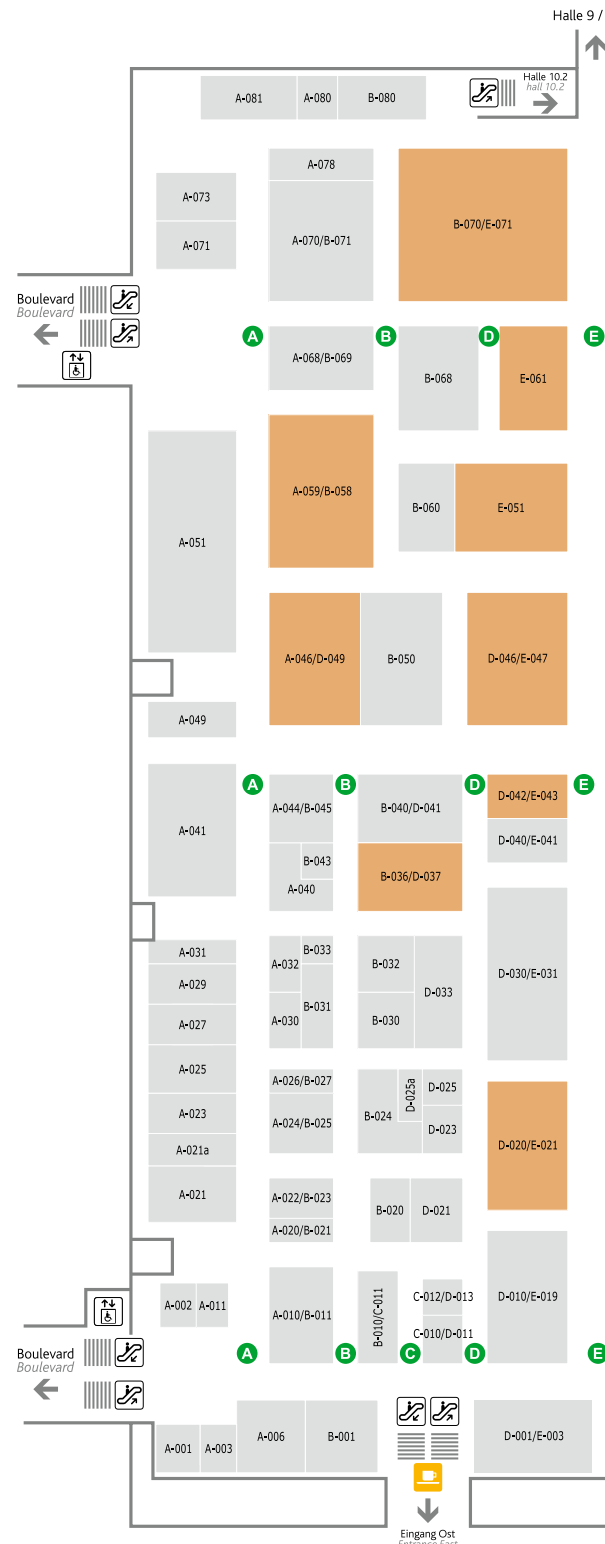 Halle 9 /
Halle 10.2
hall 10.2
A-081
A-080
B-080
A-078
A-073
A-070/B-071
B-070/E-071
A-071
Boulevard
Boulevard
A
B
D
E
A-068/B-069
B-068
E-061
A-059/B-058
B-060
E-051
A-051
A-046/D-049
B-050
D-046/E-047
A-049
A
B
D
E
A-044/B-045
B-040/D-041
D-042/E-043
A-041
D-040/E-041
B-043
A-040
B-036/D-037
A-031
A-029
A-027
A-025
A-023
A-021a
A-021
A-032
B-033
A-030
B-031
B-032
B-030
D-033
D-030/E-031
A-026/B-027
A-024/B-025
B-024
D-025a
D-025
D-023
D-020/E-021
A-022/B-023
A-020/B-021
B-020
D-021
A-002
A-011
A-010/B-011
B-010/C-011
C-012/D-013
C-010/D-011
D-010/E-019
Boulevard
Boulevard
A
B
C
D
E
A-001
A-003
A-006
B-001
D-001/E-003
Eingang Ost
Entrance East